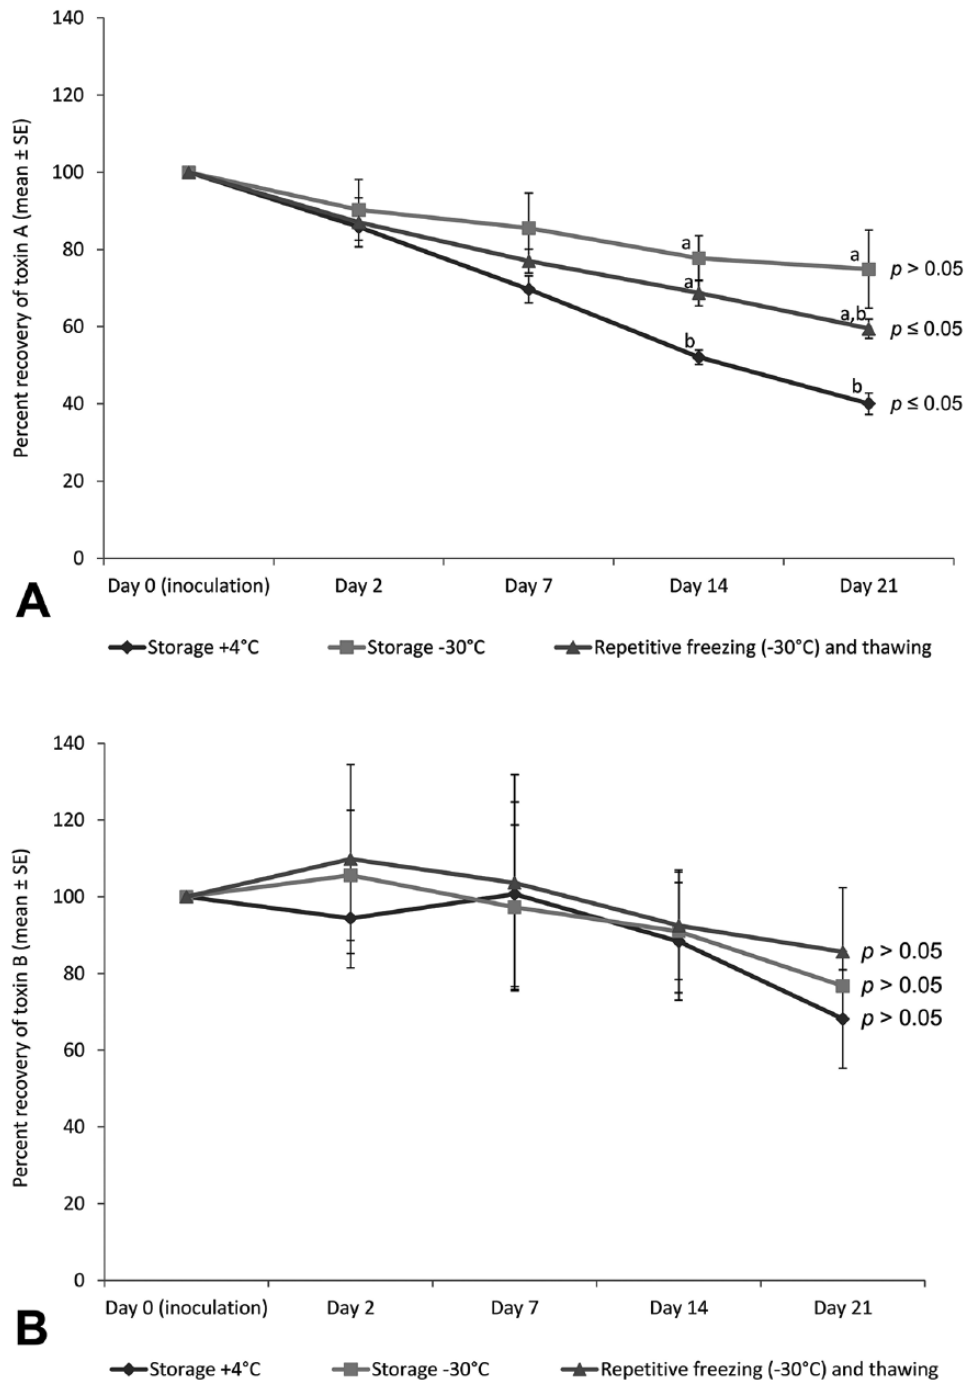 140
120
100
80
60
40
20
0
Percent recovery of toxin A (mean ± SE)
a
a
b
a
a,b
b
p > 0.05
p ≤ 0.05
p ≤ 0.05
Day 0 (inoculation) Day 2 Day 7 Day 14 Day 21
A
Storage +4°C Storage -30°C Repetitive freezing (-30°C) and thawing
140
120
100
80
60
40
20
0
Percent recovery of toxin B (mean ± SE)
p > 0.05
p > 0.05
p > 0.05
Day 0 (inoculation) Day 2 Day 7 Day 14 Day 21
B
Storage +4°C Storage -30°C Repetitive freezing (-30°C) and thawing